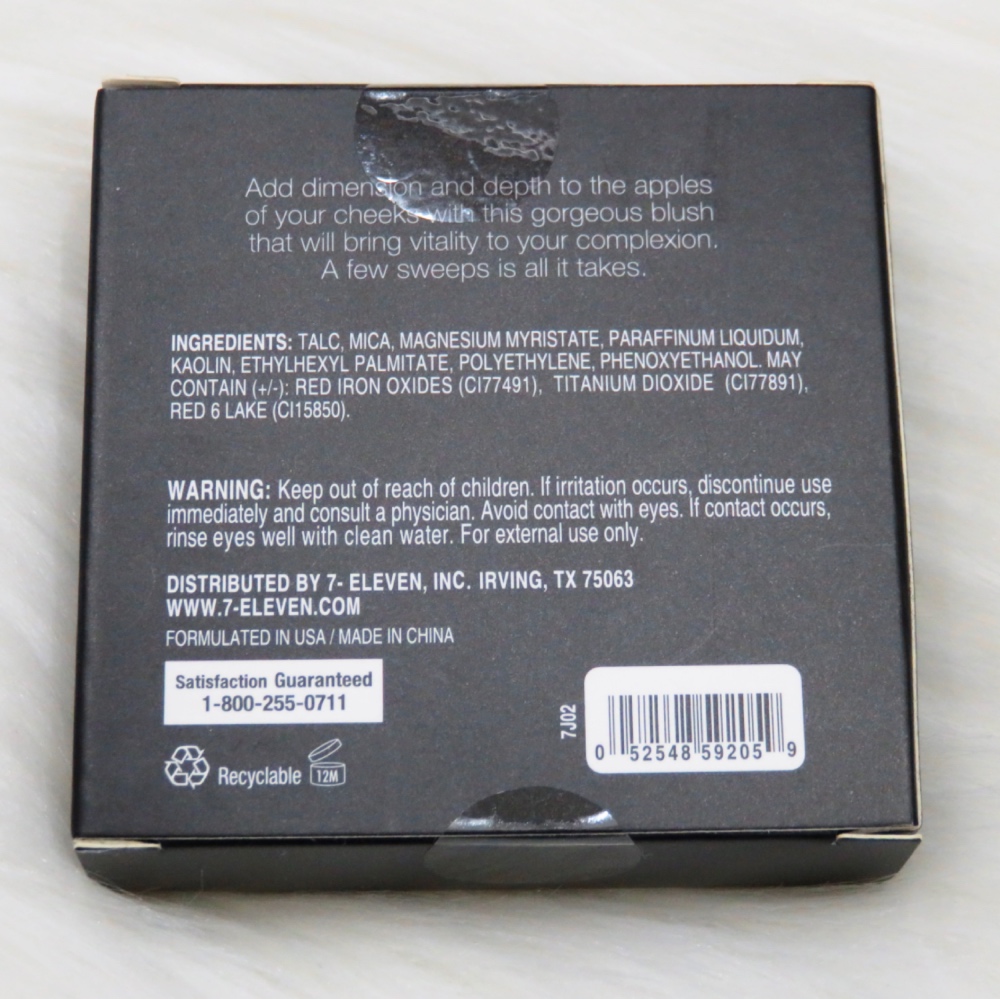 Add dimension and depth to the apples
of your cheeks with this gorgeous blush
that will bring vitality to your complexion.
A few sweeps is all it takes.
INGREDIENTS: TALC, MICA, MAGNESIUM MYRISTATE, PARAFFINUM LIQUIDUM,
KAOLIN, ETHYLHEXYL PALMITATE, POLYETHYLENE, PHENOXYETHANOL. MAY
CONTAIN (+/-): RED IRON OXIDES (CI77491), TITANIUM DIOXIDE (CI77891),
RED 6 LAKE (CI15850).
WARNING: Keep out of reach of children. If irritation occurs, discontinue use
immediately and consult a physician. Avoid contact with eyes. If contact occurs,
rinse eyes well with clean water. For external use only.
DISTRIBUTED BY 7- ELEVEN, INC. IRVING, TX 75063
WWW.7-ELEVEN.COM
FORMULATED IN USA / MADE IN CHINA
Satisfaction Guaranteed
1-800-255-0711
Recyclable 12M
7J02
0 52548 59205 9